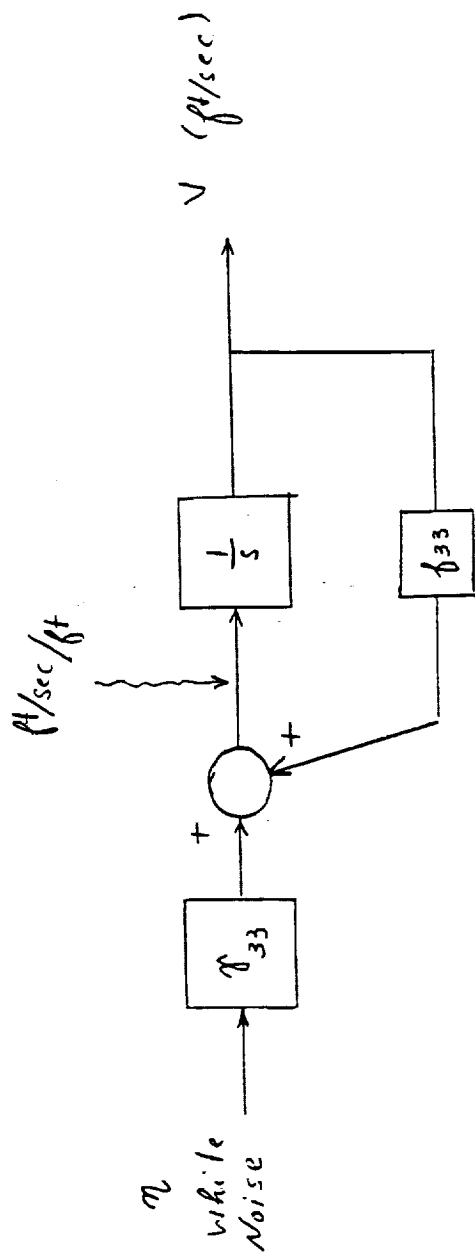 η
White
Noise
γ33
+
ft/sec/ft
+
1/s
f33
V (ft/sec)